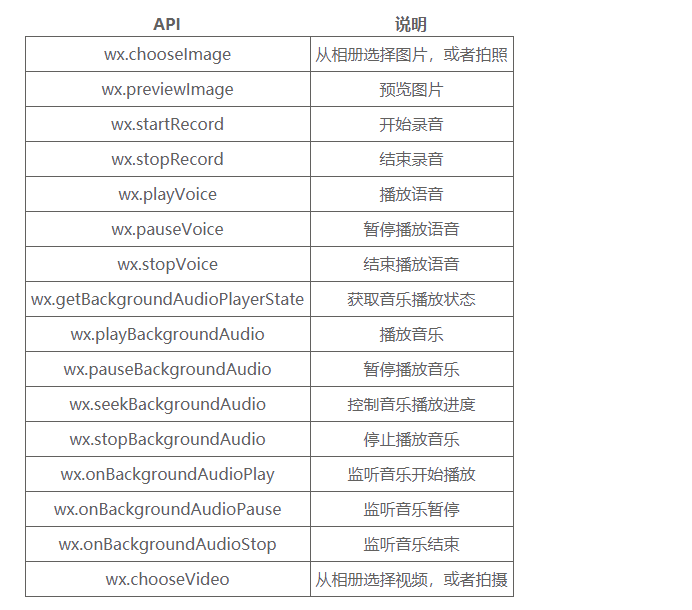 API 说明
wx.chooseImage 从相册选择图片，或者拍照
wx.previewImage 预览图片
wx.startRecord 开始录音
wx.stopRecord 结束录音
wx.playVoice 播放语音
wx.pauseVoice 暂停播放语音
wx.stopVoice 结束播放语音
wx.getBackgroundAudioPlayerState 获取音乐播放状态
wx.playBackgroundAudio 播放音乐
wx.pauseBackgroundAudio 暂停播放音乐
wx.seekBackgroundAudio 控制音乐播放进度
wx.stopBackgroundAudio 停止播放音乐
wx.onBackgroundAudioPlay 监听音乐开始播放
wx.onBackgroundAudioPause 监听音乐暂停
wx.onBackgroundAudioStop 监听音乐结束
wx.chooseVideo 从相册选择视频，或者拍摄